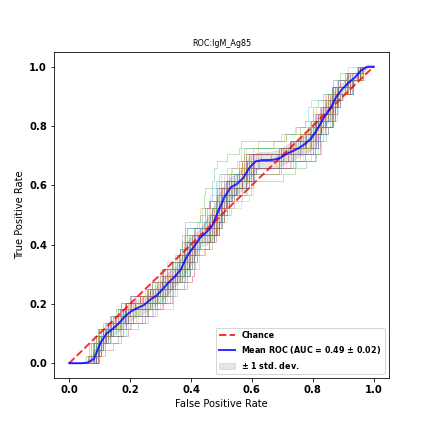 ROC:IgM_Ag85
1.0
0.8
0.6
0.4
0.2
0.0
True Positive Rate
0.0 0.2 0.4 0.6 0.8 1.0
False Positive Rate
Chance
Mean ROC (AUC = 0.49 ± 0.02)
± 1 std. dev.